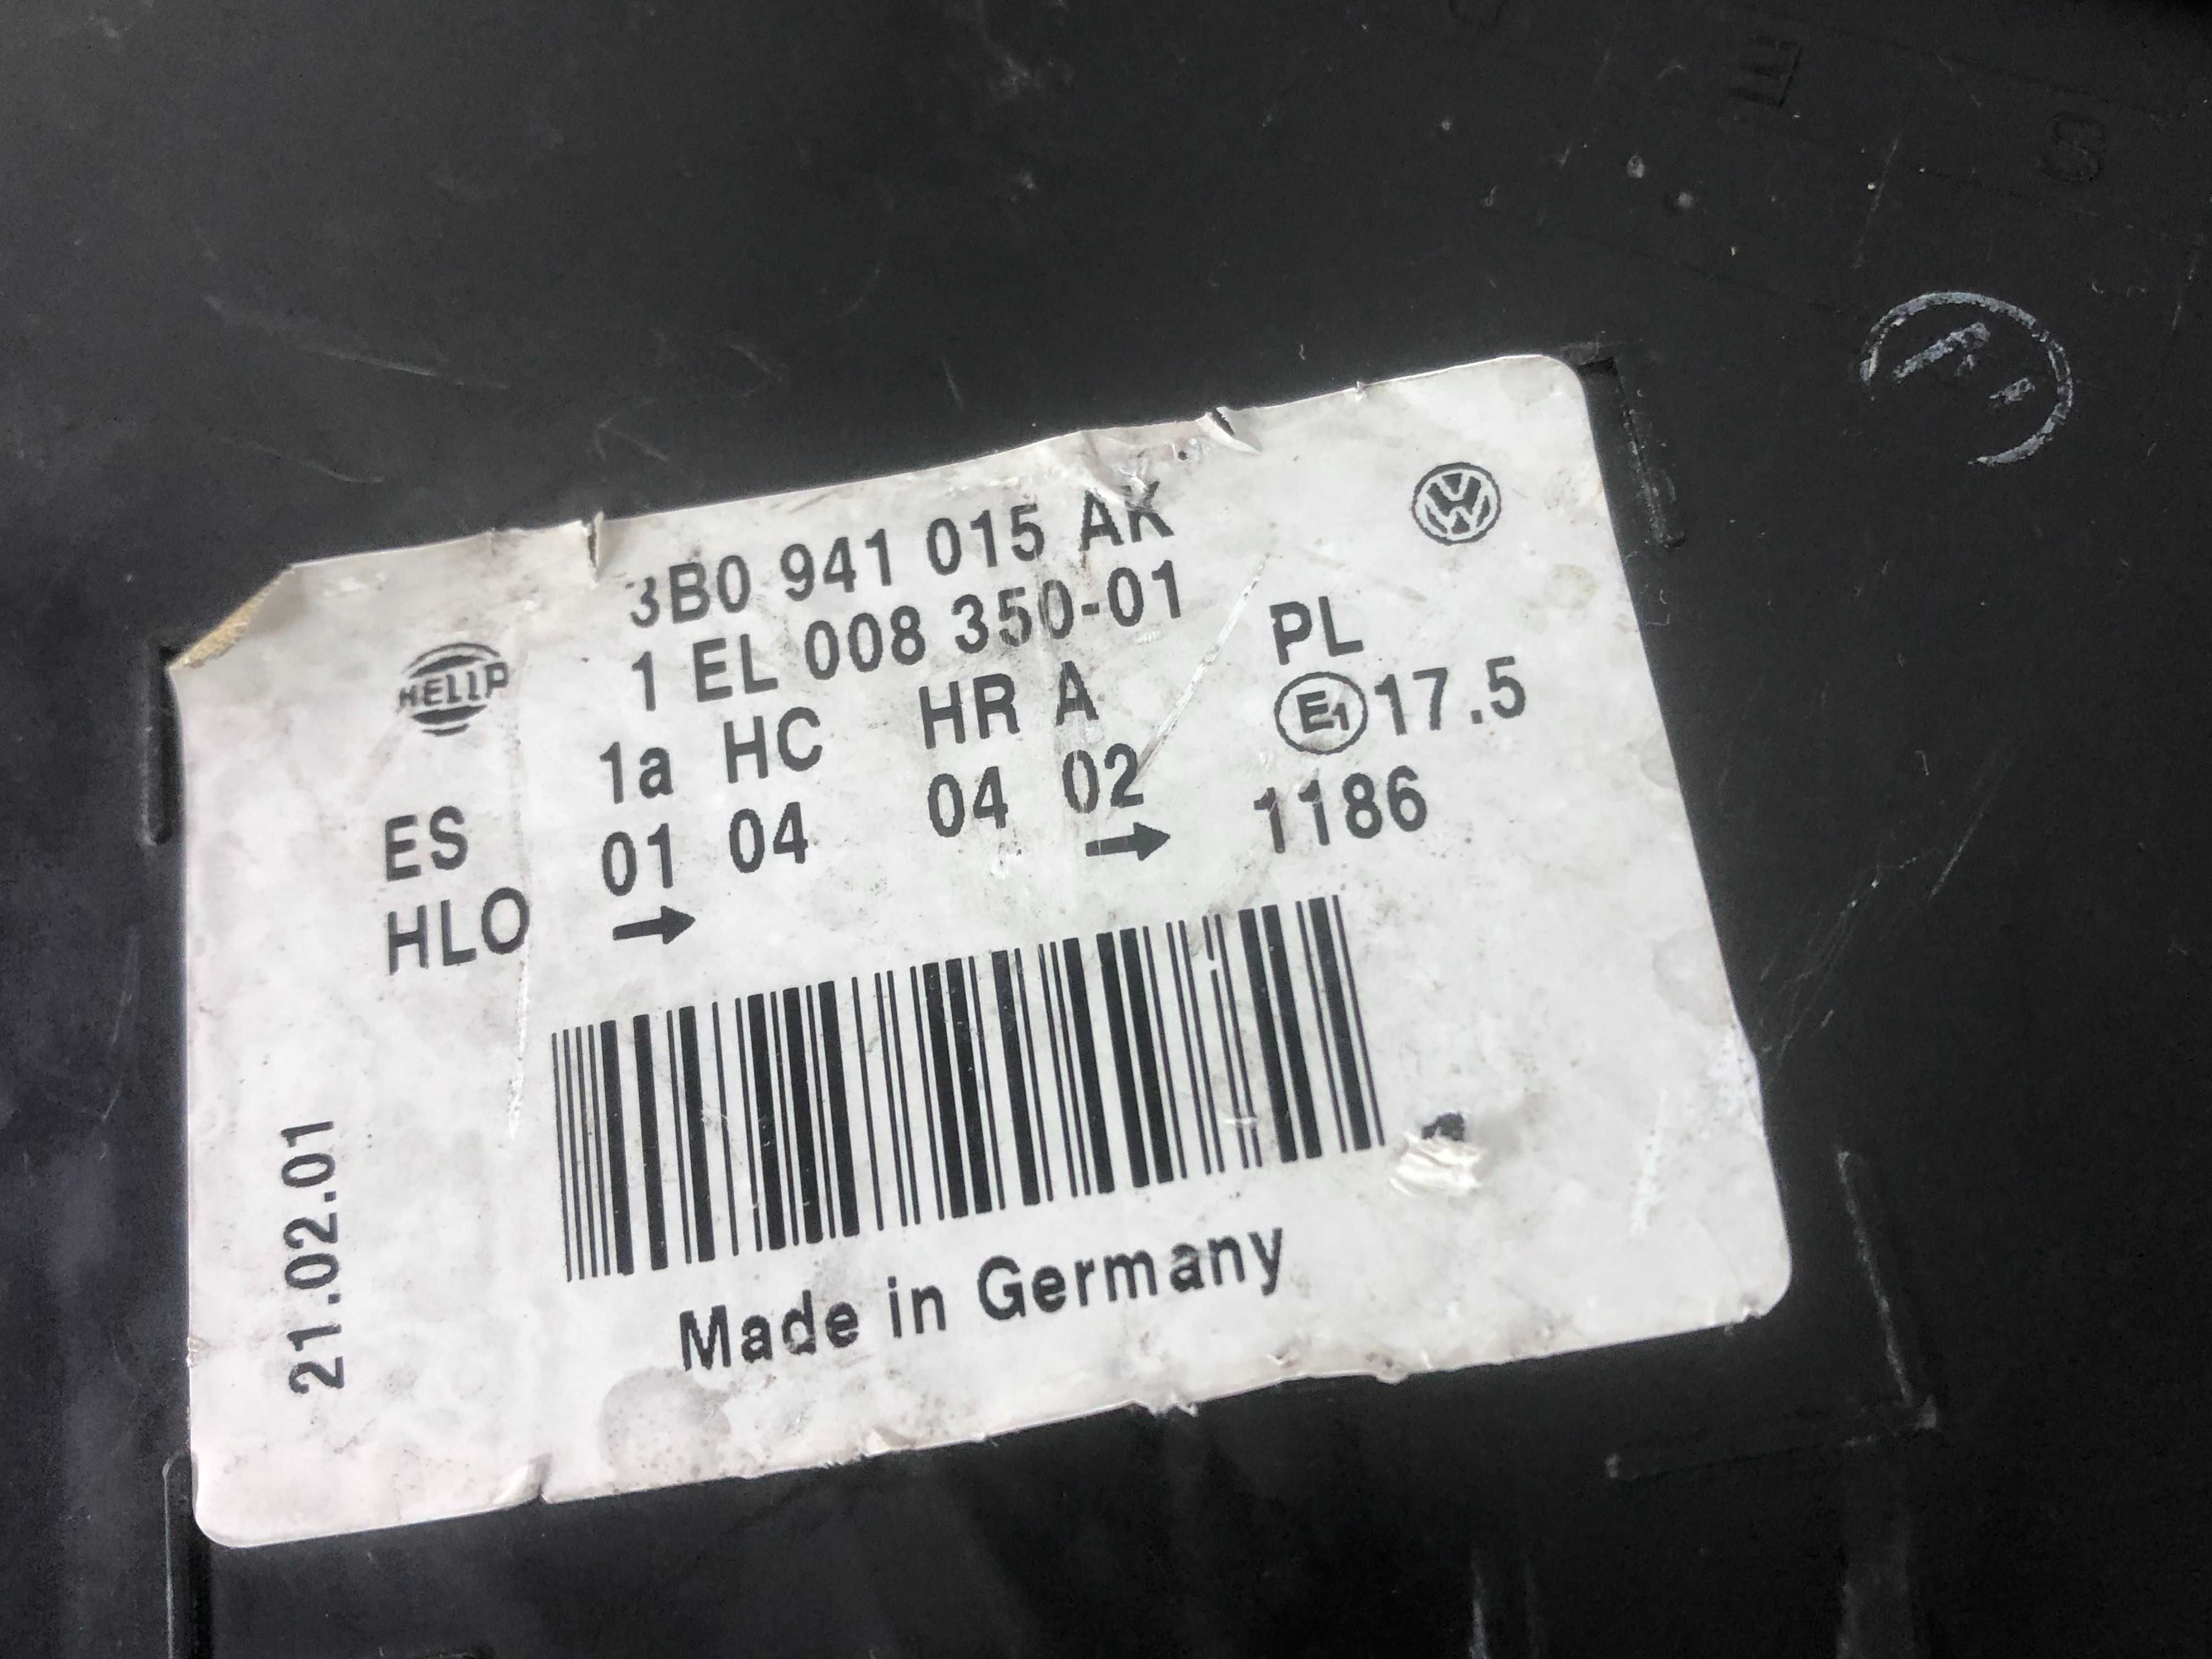 3B0 941 015 AK
1 EL 008 350-01
HELLA
1a HC HR A PL
ES 01 04 04 02 E1 17.5
HLO → → 1186
21.02.01
Made in Germany